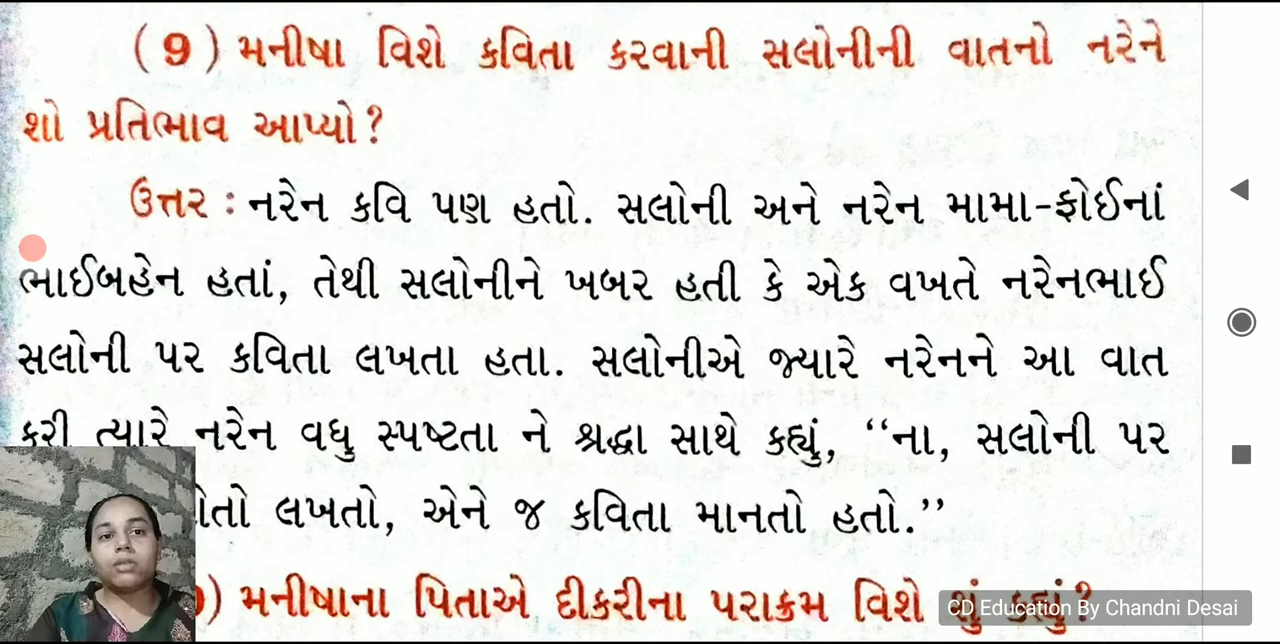 (9) મનીષા વિશે કવિતા કરવાની સલોનીની વાતનો નરેને
શો પ્રતિભાવ આપ્યો?
ઉત્તર : નરેન કવિ પણ હતો. સલોની અને નરેન મામા-ફોઈનાં
ભાઈબહેન હતાં, તેથી સલોનીને ખબર હતી કે એક વખતે નરેનભાઈ
સલોની પર કવિતા લખતા હતા. સલોનીએ જ્યારે નરેનને આ વાત
કરી ત્યારે નરેન વધુ સ્પષ્ટતા ને શ્રદ્ધા સાથે કહ્યું, “ના, સલોની પર
લખતો, એને જ કવિતા માનતો હતો.”
મનીષાના પિતાએ દીકરીના પરાક્રમ વિશે શું કહ્યું?
CD Education By Chandni Desai